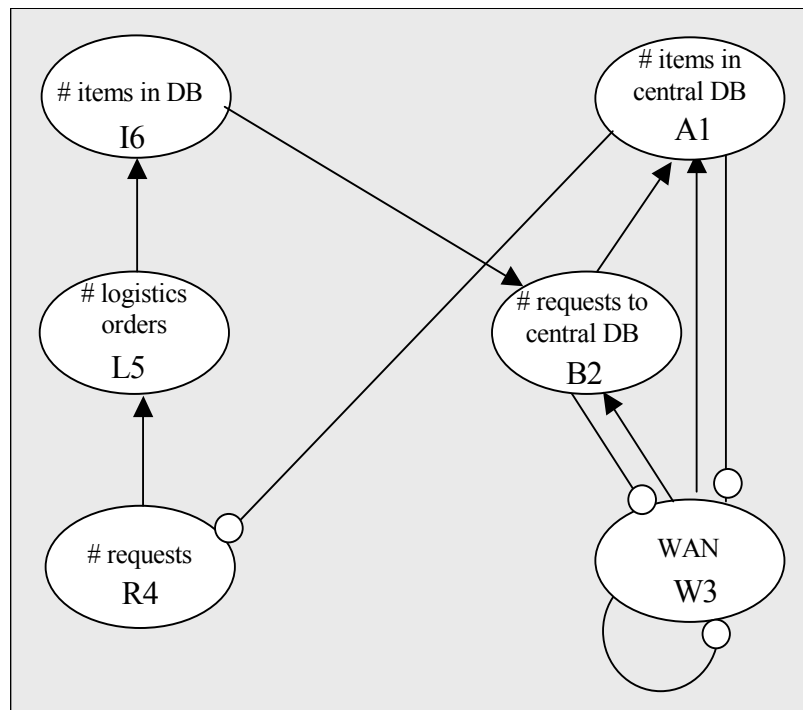 # items in DB
I6
# items in
central DB
A1
# logistics
orders
L5
# requests to
central DB
B2
# requests
R4
WAN
W3